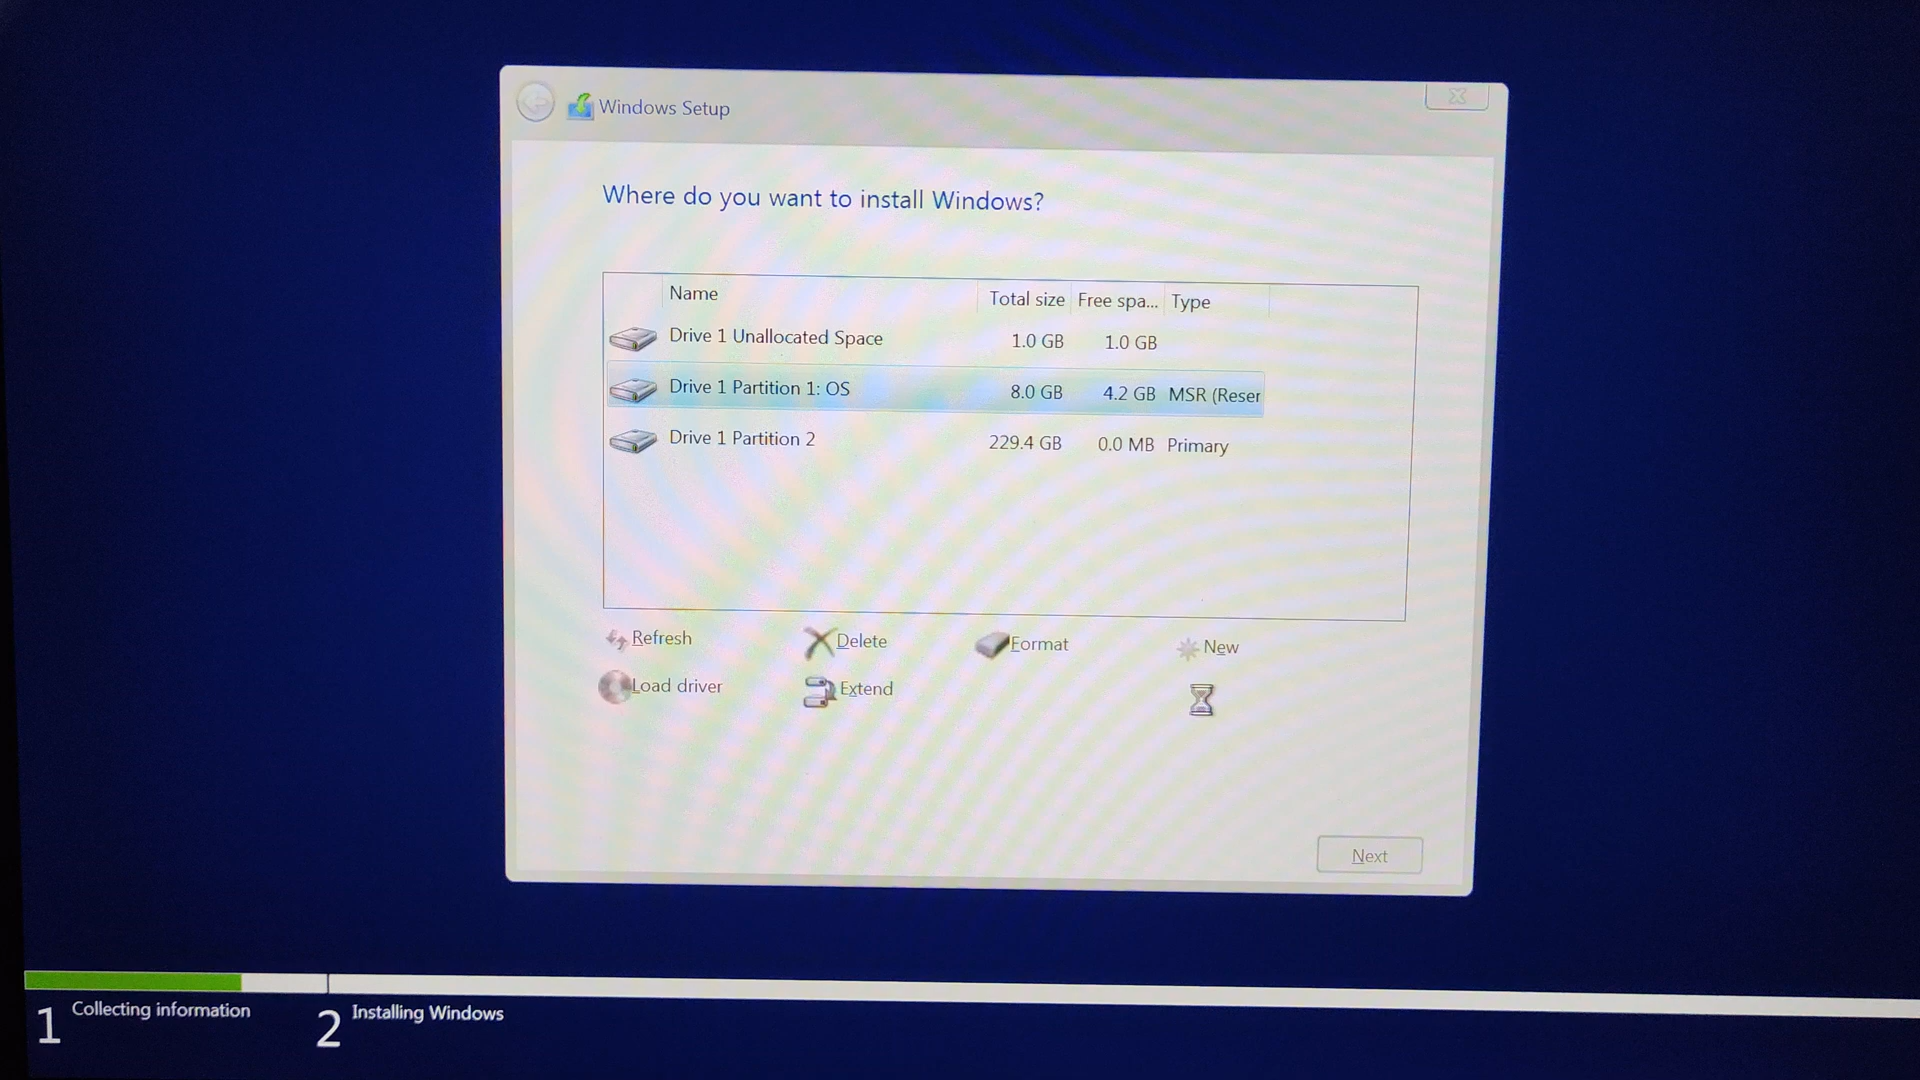 Windows Setup
Where do you want to install Windows?
Name Total size Free spa... Type
Drive 1 Unallocated Space 1.0 GB 1.0 GB
Drive 1 Partition 1: OS 8.0 GB 4.2 GB MSR (Reser
Drive 1 Partition 2 229.4 GB 0.0 MB Primary
Refresh Delete Format New
Load driver Extend
Next
1 Collecting information 2 Installing Windows